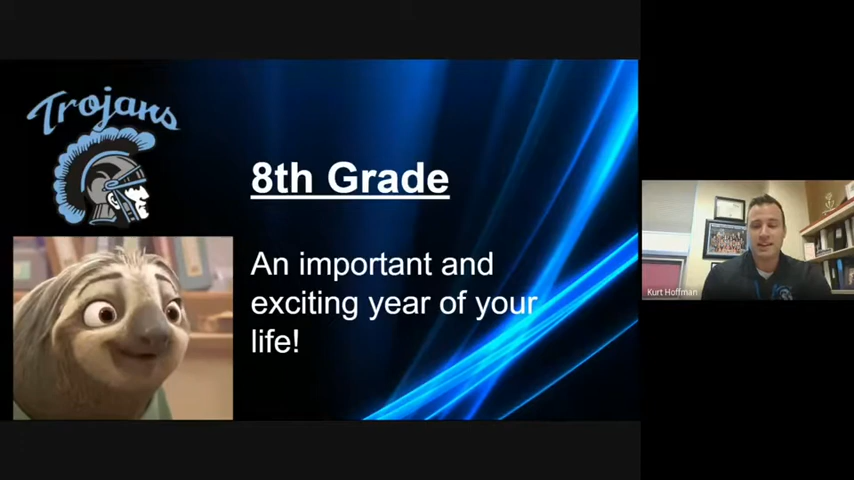 Trojans
8th Grade
An important and
exciting year of your
life!
Kurt Hoffman